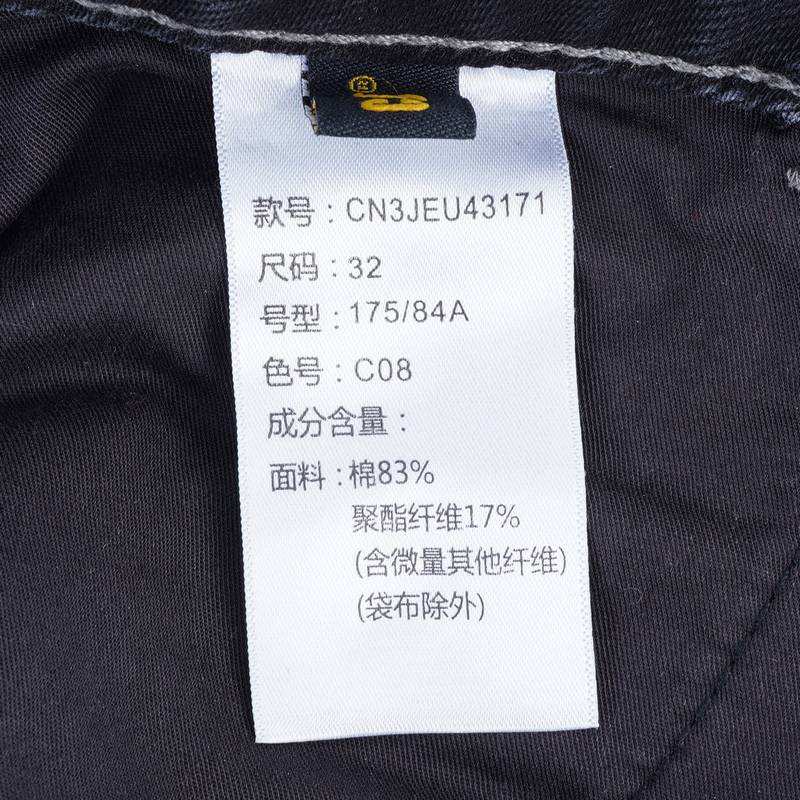 款号：CN3JEU43171
尺码：32
号型：175/84A
色号：C08
成分含量：
面料：棉83%
聚酯纤维17%
(含微量其他纤维)
(袋布除外)